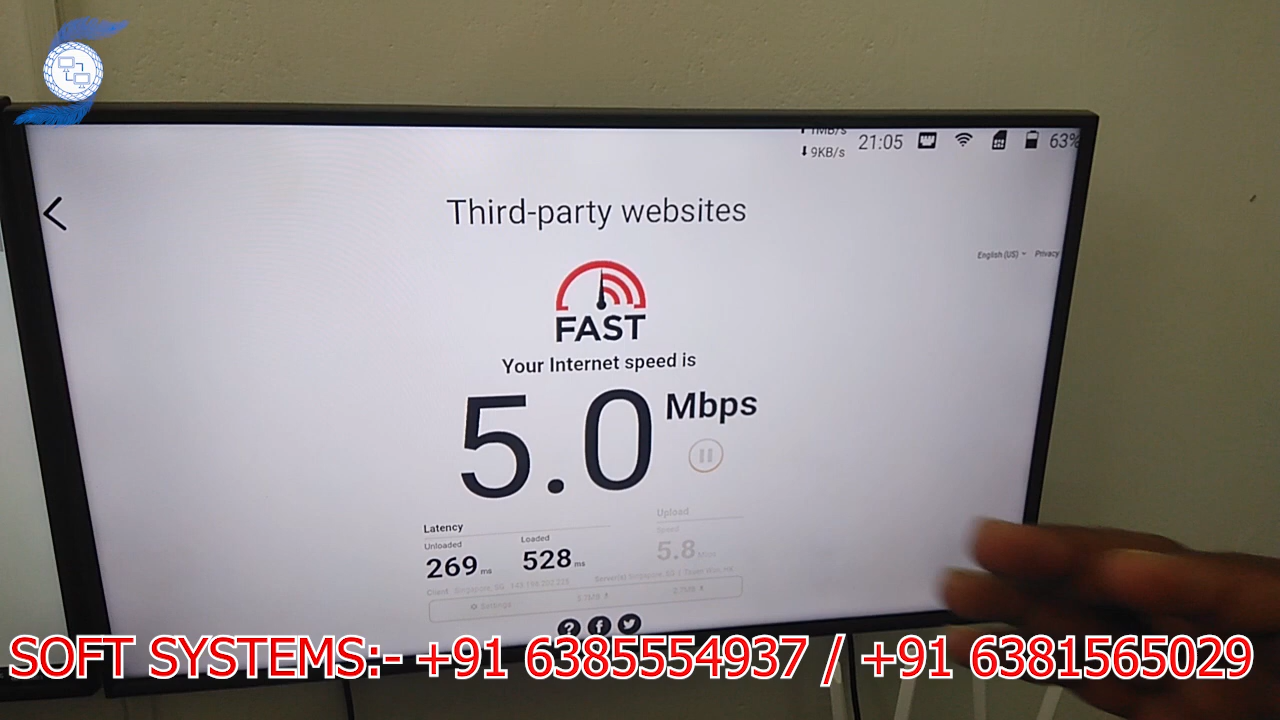 1MB/s
9KB/s 21:05 63%
Third-party websites
English (US) Privacy
FAST
Your Internet speed is
5.0 Mbps
Latency Upload
Unloaded Loaded Speed
269 ms 528 ms 5.8 Mbps
Settings
SOFT SYSTEMS:- +91 6385554937 / +91 6381565029